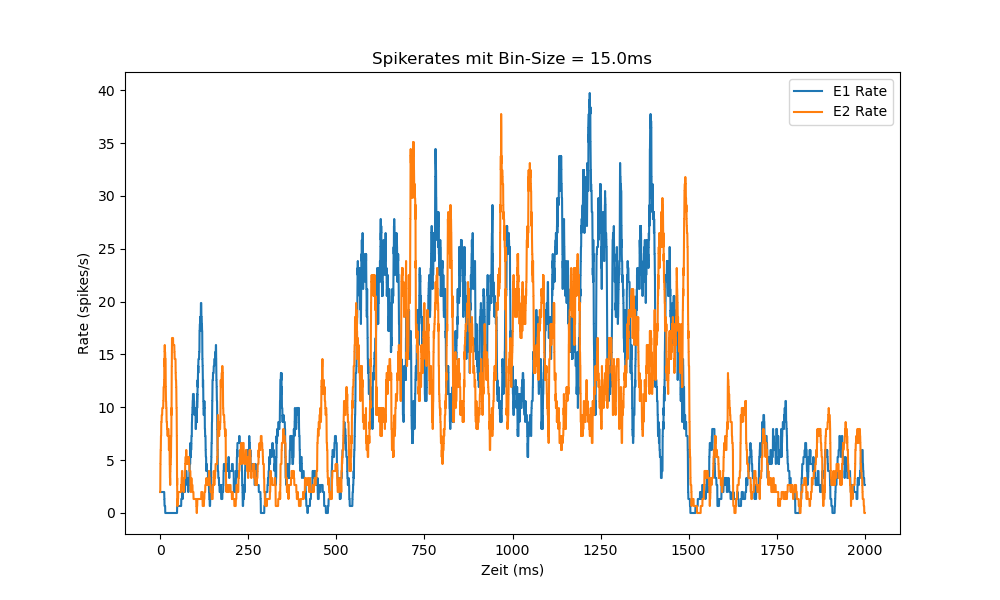 Spikerates mit Bin-Size = 15.0ms
E1 Rate
E2 Rate
40
35
30
25
20
15
10
5
0
Rate (spikes/s)
0 250 500 750 1000 1250 1500 1750 2000
Zeit (ms)